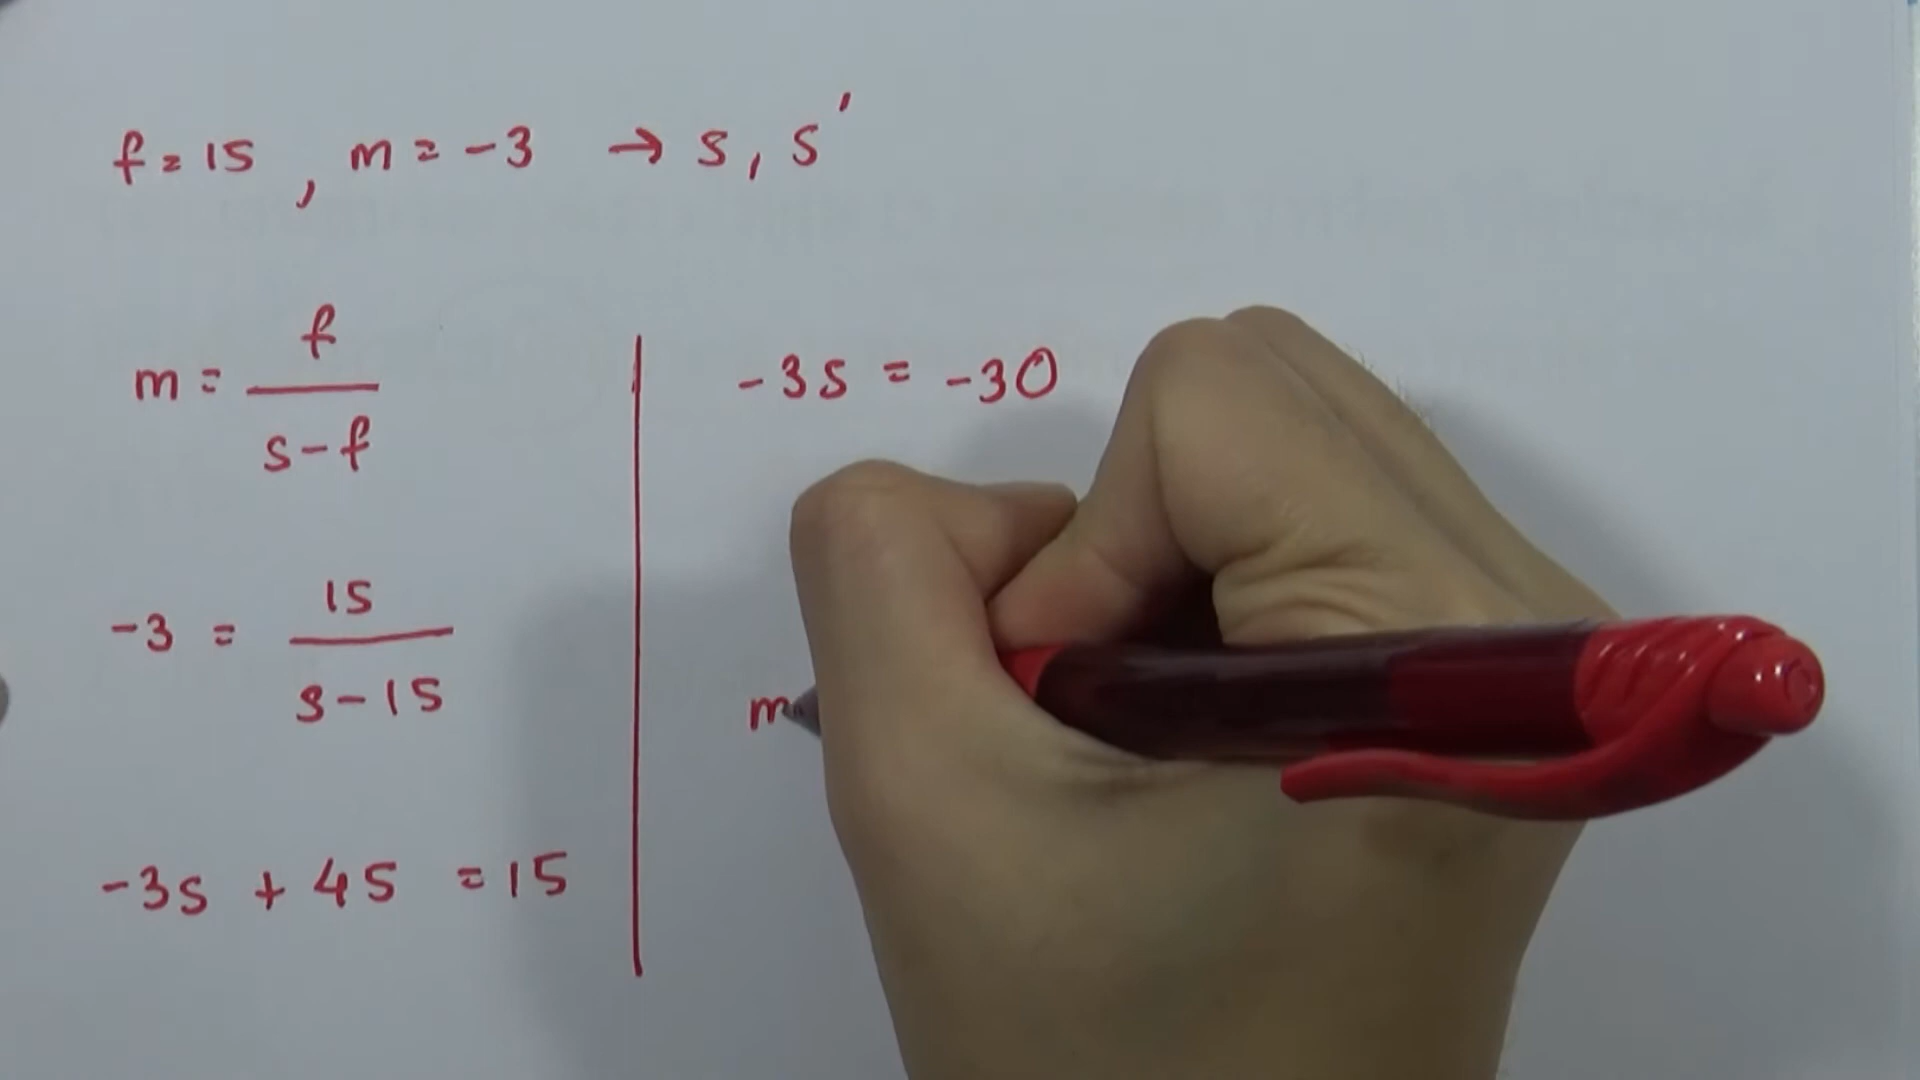 f = 15 , m = -3 → s, s'
m = f / s-f
-3 = 15 / s-15
-3s + 45 = 15
-3s = -30
m